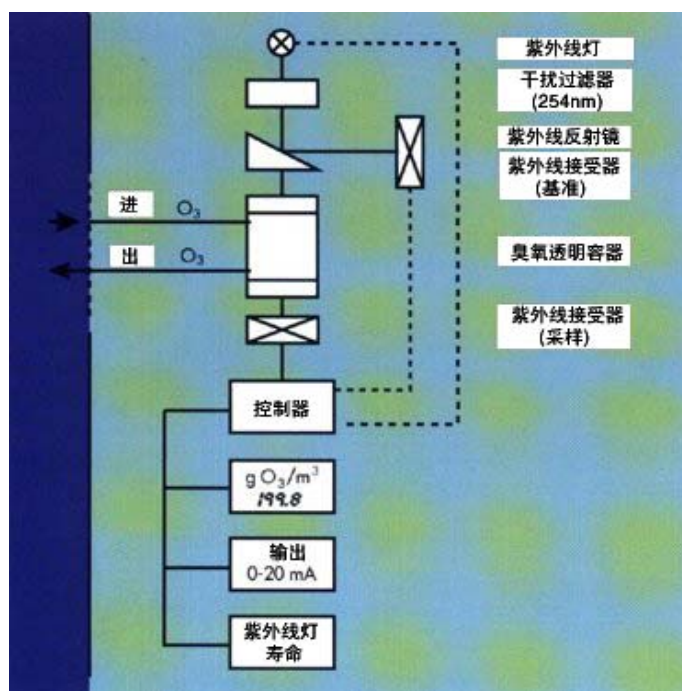 紫外线灯
干扰过滤器
(254nm)
紫外线反射镜
紫外线接受器
(基准)
进 O₃
出 O₃
臭氧透明容器
紫外线接受器
(采样)
控制器
g O₃/m³
199.8
输出
0-20 mA
紫外线灯
寿命